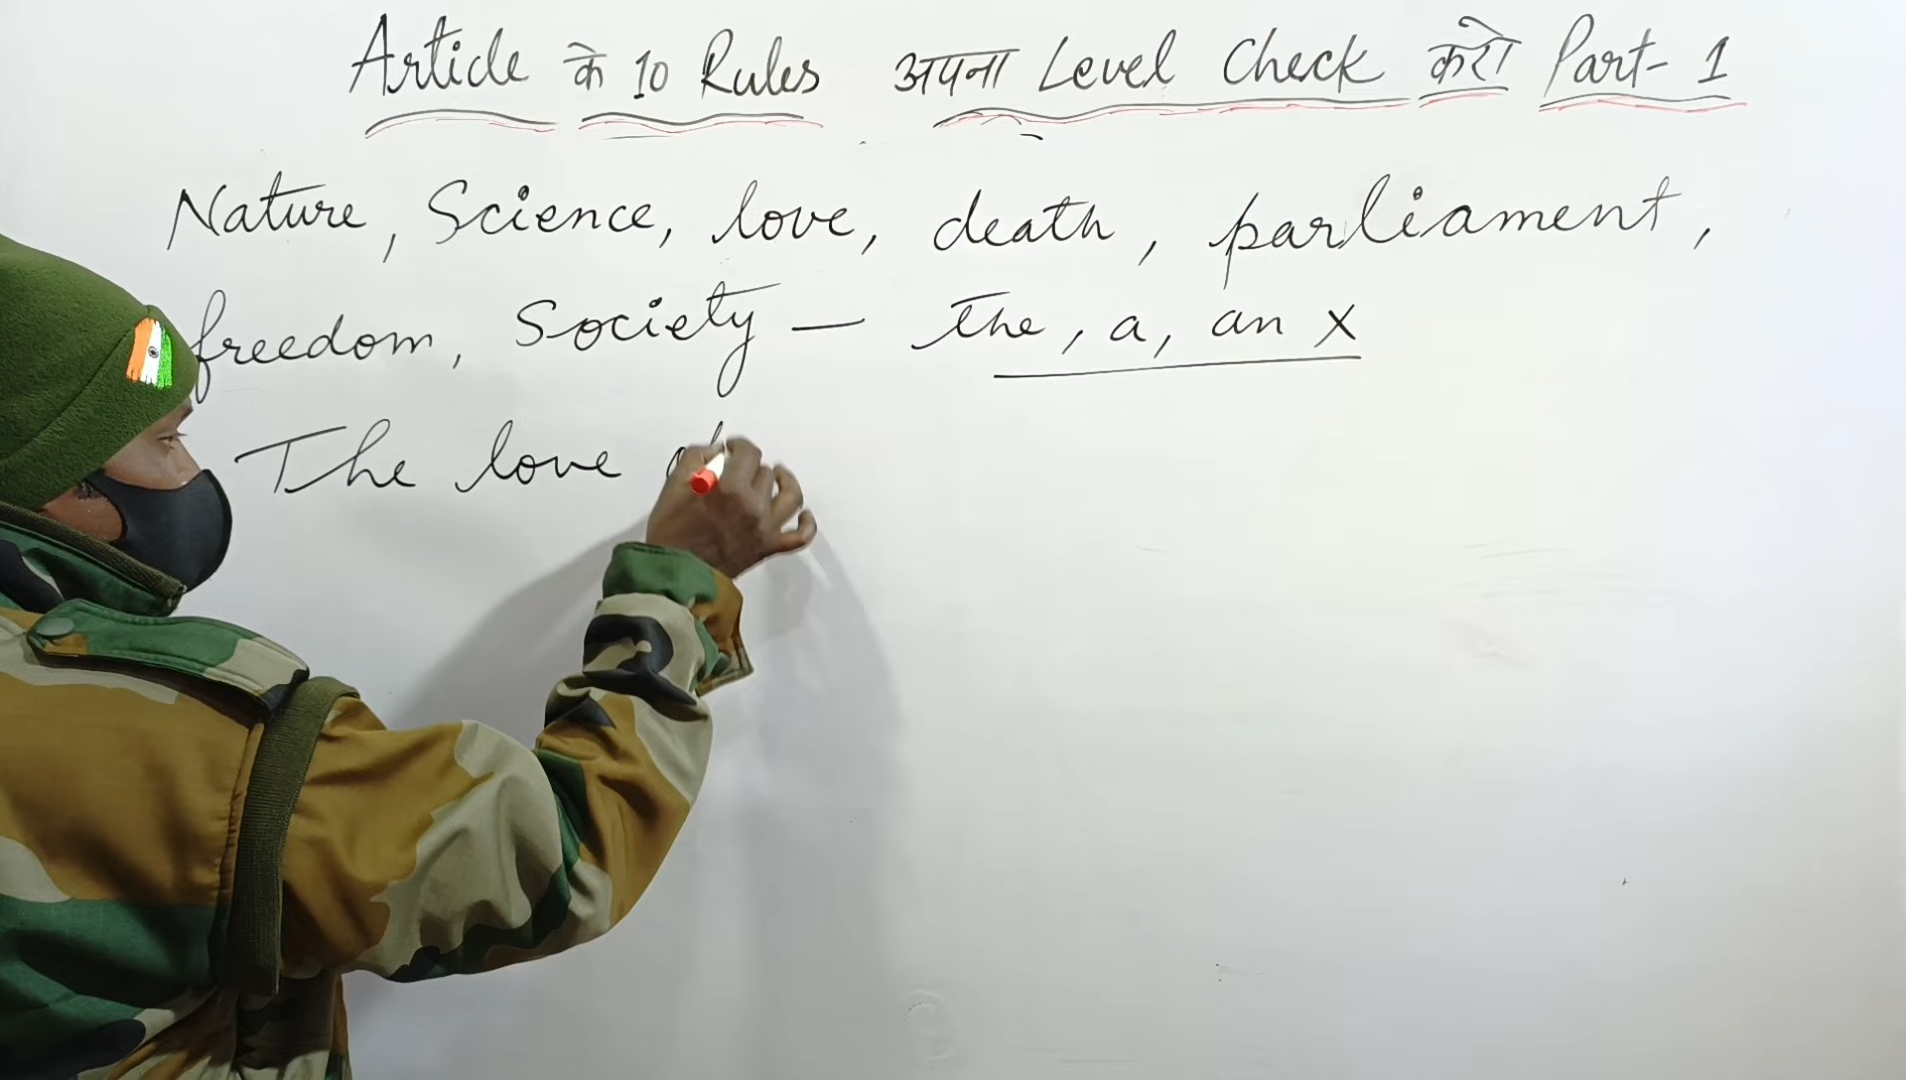 Article के 10 Rules अपना Level Check करो Part- 1
Nature, Science, love, death, parliament,
freedom, Society — The, a, an X
The love